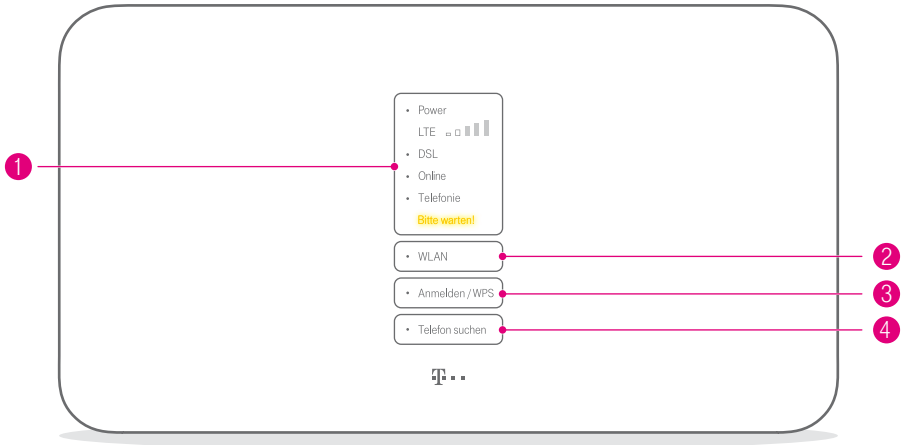 Power
LTE
DSL
Online
Telefonie
Bitte warten!
WLAN
Anmelden / WPS
Telefon suchen
T
1
2
3
4